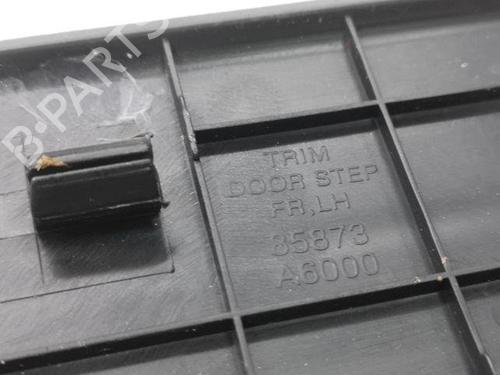 B-PARTS
TRIM
DOOR STEP
FR,LH
85873
A6000